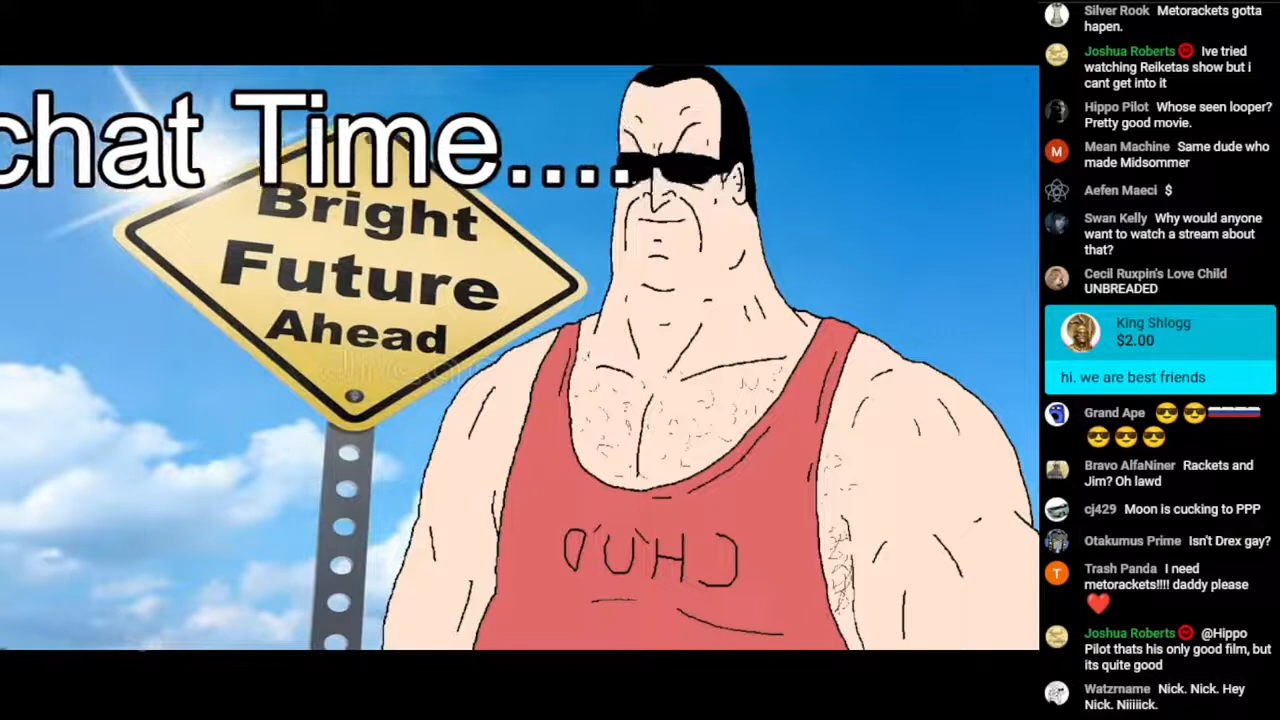 chat Time....
Bright
Future
Ahead
CHUD
Silver Rook Metorackets gotta
hapen.
Joshua Roberts Ive tried
watching Reiketas show but i
cant get into it
Hippo Pilot Whose seen looper?
Pretty good movie.
Mean Machine Same dude who
M
made Midsommer
Aefen Maeci $
Swan Kelly Why would anyone
want to watch a stream about
that?
Cecil Ruxpin's Love Child
UNBREADED
King Shlogg
$2.00
hi. we are best friends
Grand Ape 😎😎
😎😎😎
Bravo AlfaNiner Rackets and
Jim? Oh lawd
cj429 Moon is cucking to PPP
Otakumus Prime Isn't Drex gay?
Trash Panda I need
T
metorackets!!!! daddy please
❤️
Joshua Roberts @Hippo
Pilot thats his only good film, but
its quite good
Watzrname Nick. Nick. Hey
Nick. Niiiiick.